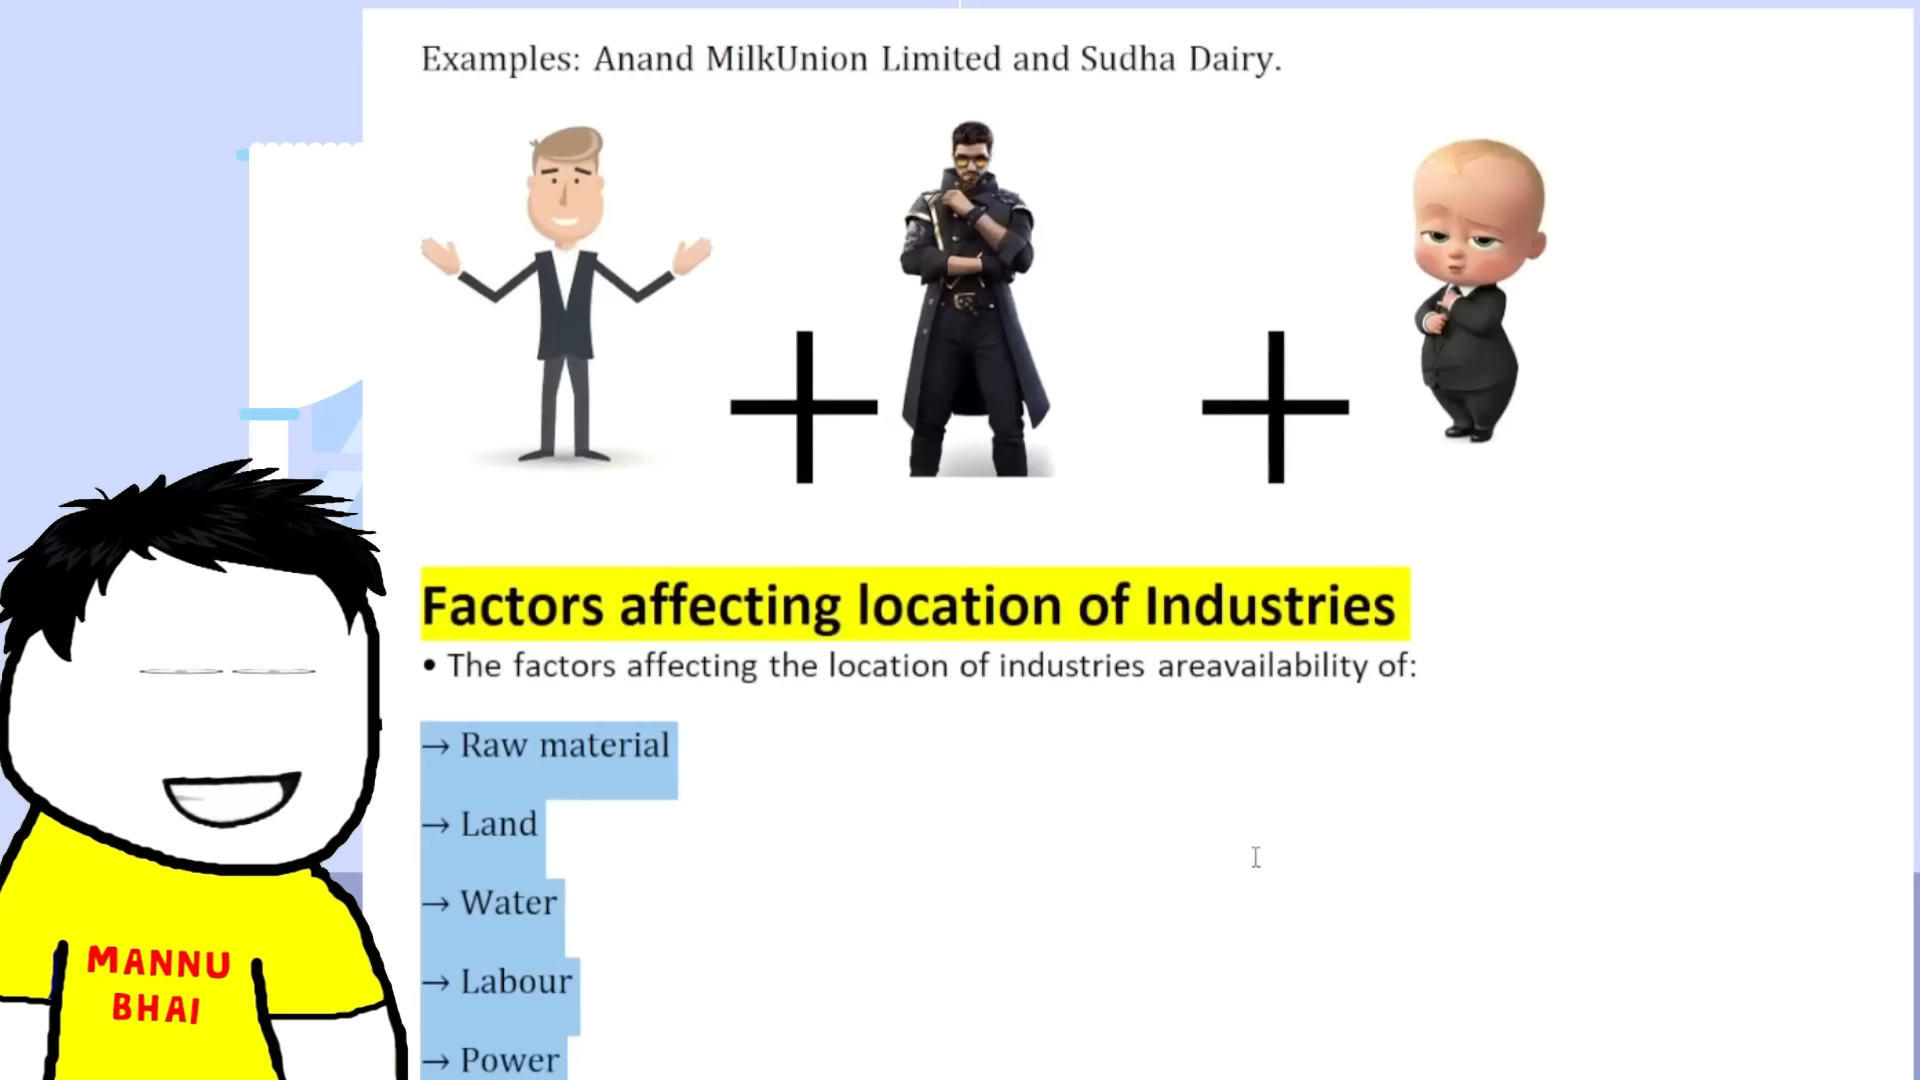 Examples: Anand MilkUnion Limited and Sudha Dairy.
Factors affecting location of Industries
• The factors affecting the location of industries areavailability of:
→ Raw material
→ Land
→ Water
→ Labour
→ Power
MANNU
BHAI